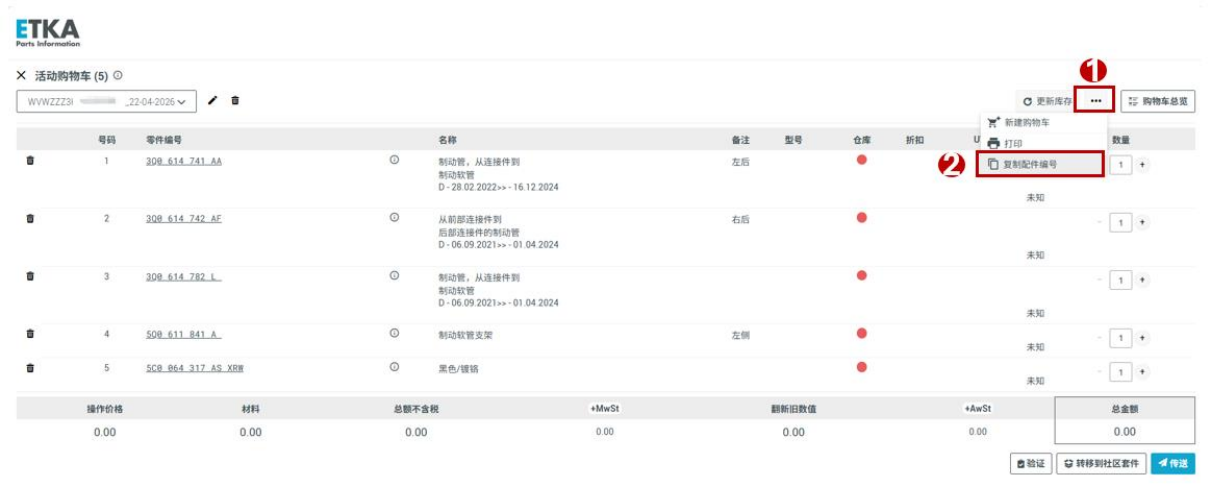 ETKA
Parts Information
活动购物车 (5)
WVWZZZ3I _22-04-2026
更新库存
购物车总览
1
新建购物车
打印
2
复制配件编号
号码 零件编号 名称 备注 型号 仓库 折扣 U 数量
1 3Q0 614 741 AA 制动管，从连接件到 左后 1 +
制动软管
D - 28.02.2022>> - 16.12.2024
未知
2 3Q0 614 742 AF 从前部连接件到 右后 - 1 +
后部连接件的制动管
D - 06.09.2021>> - 01.04.2024
未知
3 3Q0 614 782 L 制动管，从连接件到 - 1 +
制动软管
D - 06.09.2021>> - 01.04.2024
未知
4 5Q0 611 841 A 制动软管支架 左侧 - 1 +
未知
5 5C0 064 317 AS XRW 黑色/镀铬 - 1 +
未知
操作价格 材料 总额不含税 +MwSt 翻新旧数值 +AwSt 总金额
0.00 0.00 0.00 0.00 0.00 0.00 0.00
验证 转移到社区套件 传送